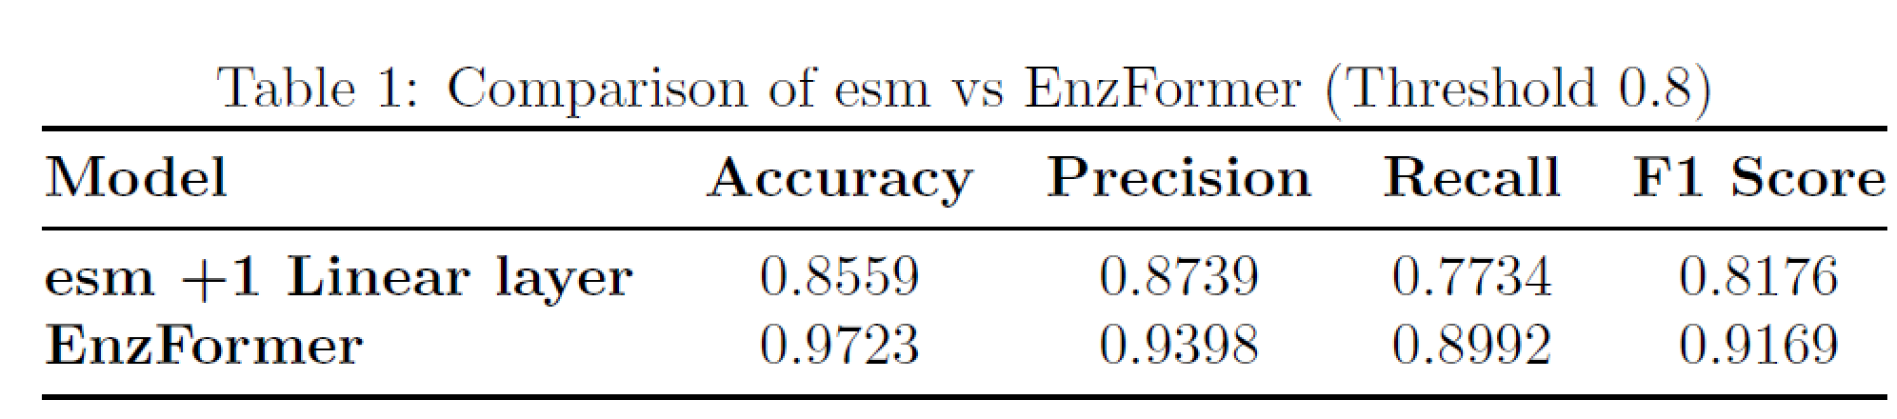 Table 1: Comparison of esm vs EnzFormer (Threshold 0.8)
Model Accuracy Precision Recall F1 Score
esm +1 Linear layer 0.8559 0.8739 0.7734 0.8176
EnzFormer 0.9723 0.9398 0.8992 0.9169